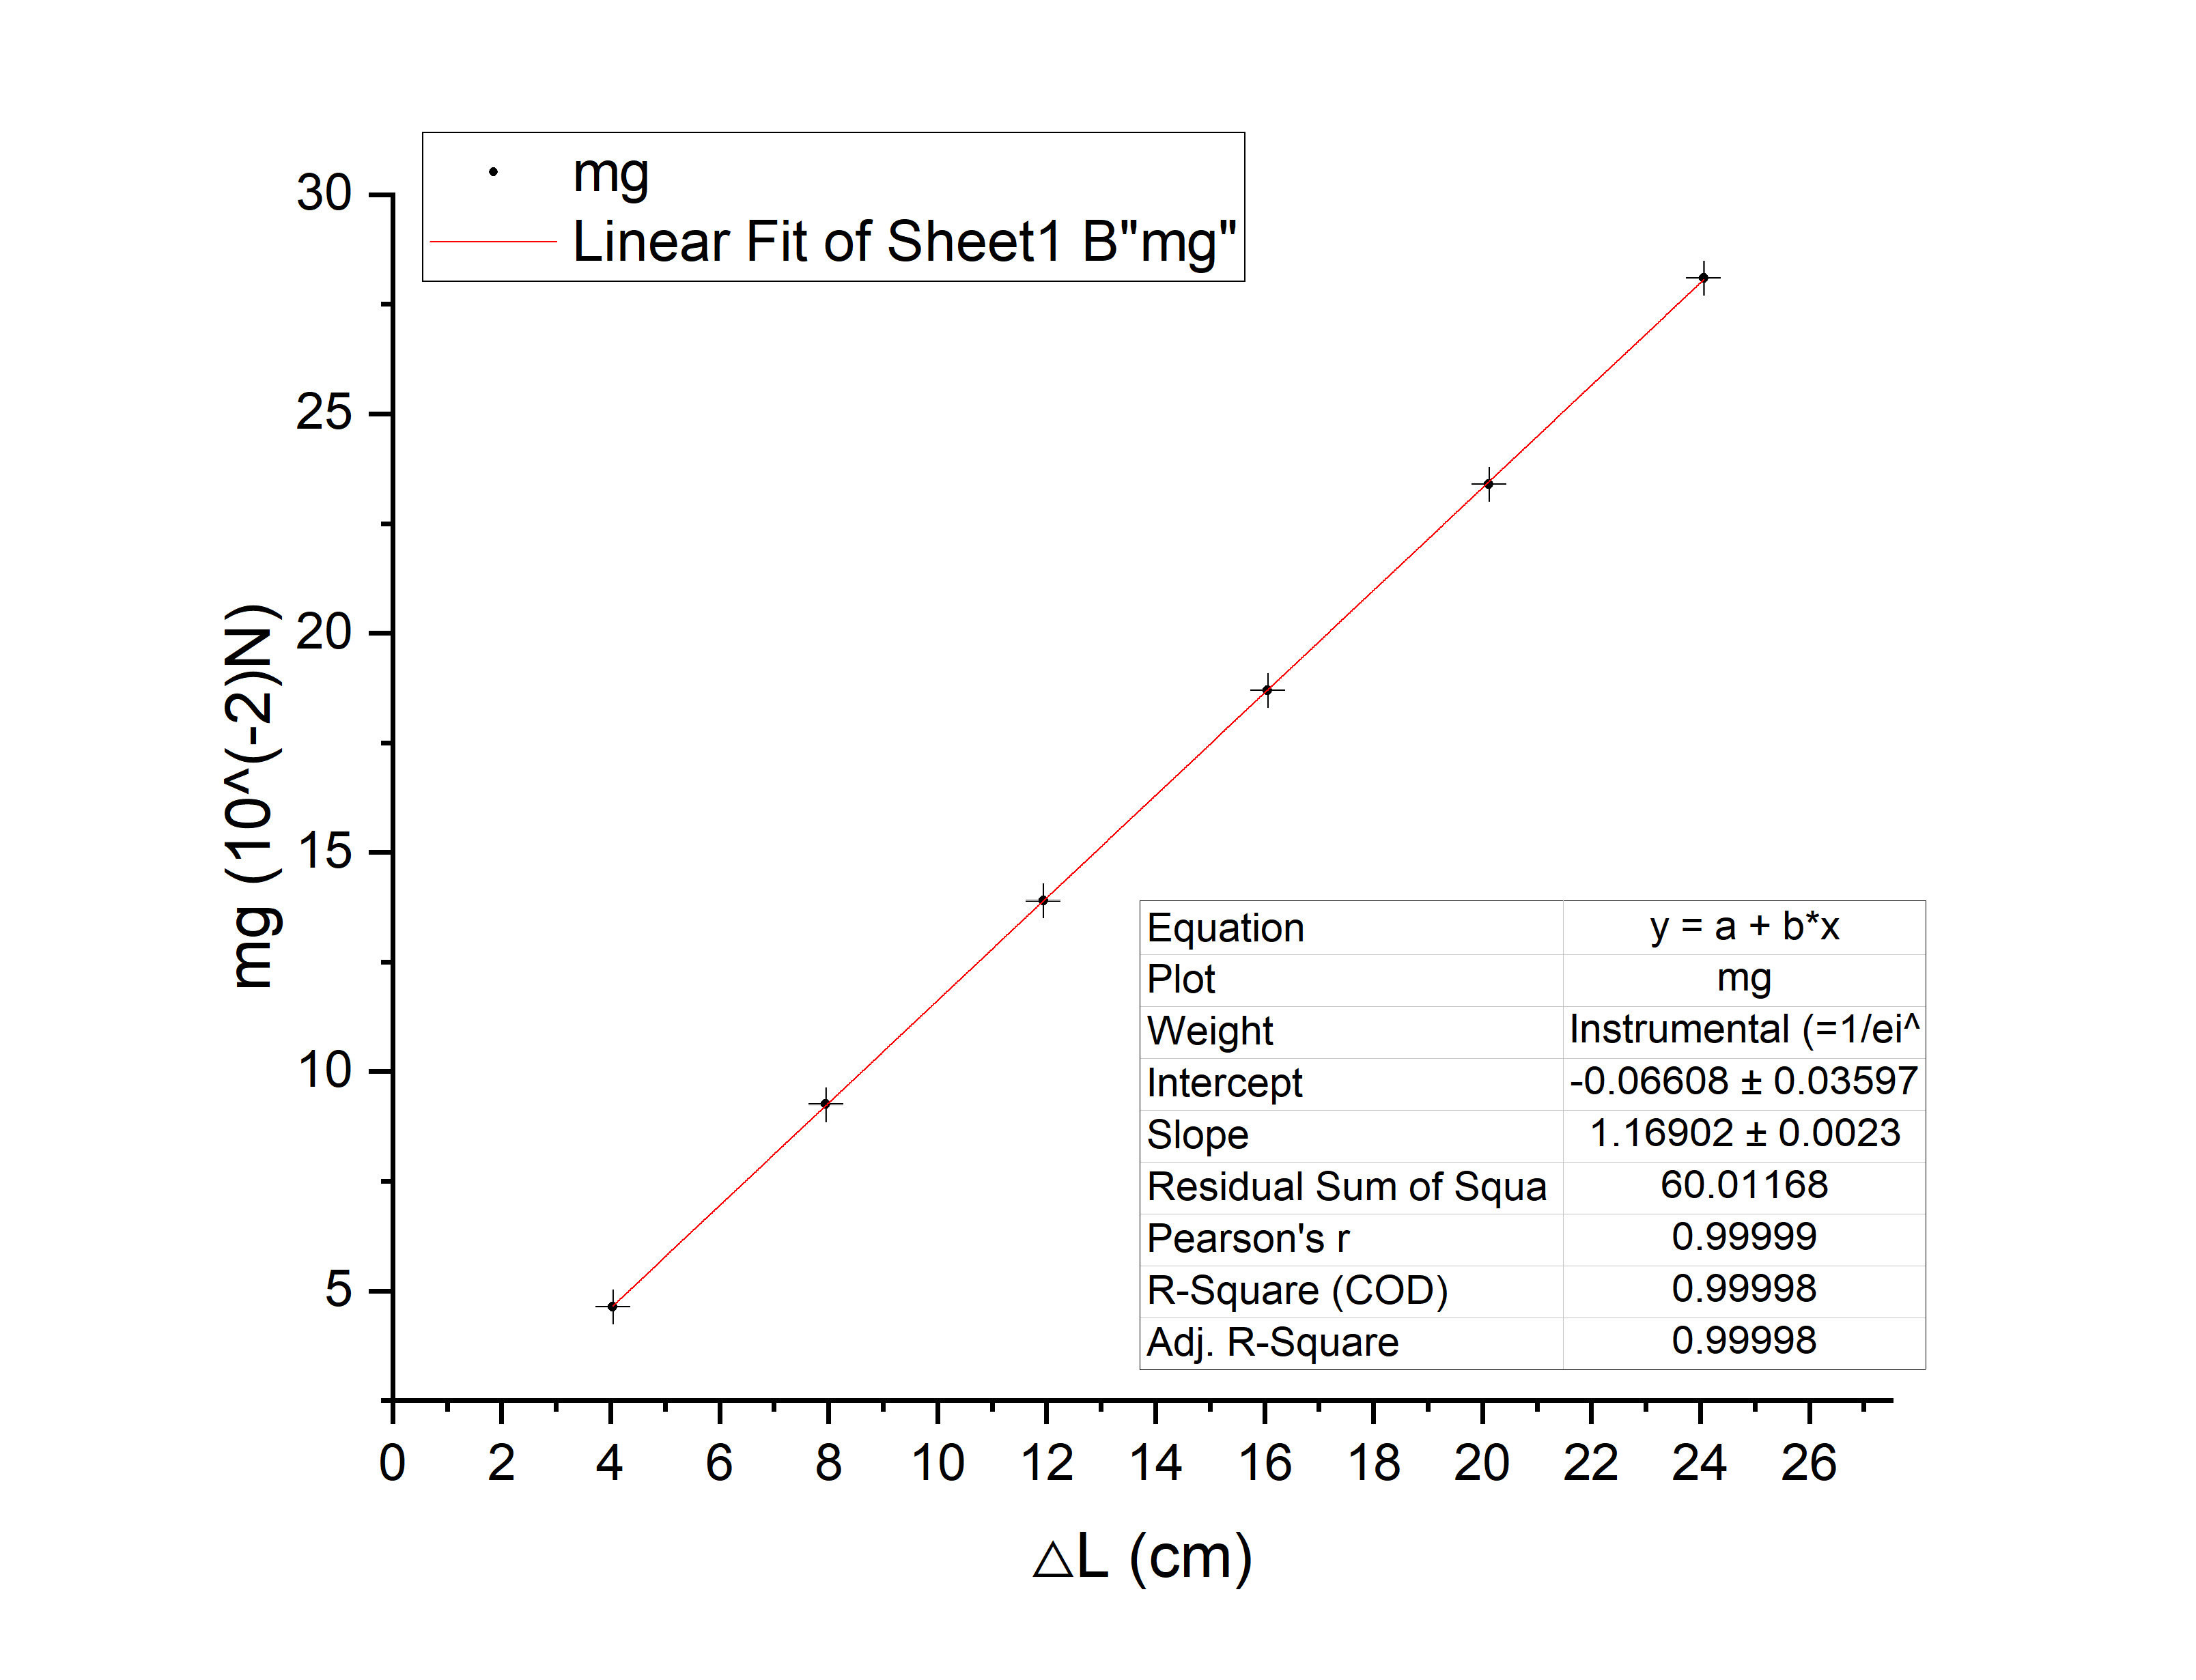 mg
Linear Fit of Sheet1 B"mg"
30
25
20
15
10
5
mg (10^(-2)N)
Equation y = a + b*x
Plot mg
Weight Instrumental (=1/ei^
Intercept -0.06608 ± 0.03597
Slope 1.16902 ± 0.0023
Residual Sum of Squa 60.01168
Pearson's r 0.99999
R-Square (COD) 0.99998
Adj. R-Square 0.99998
0 2 4 6 8 10 12 14 16 18 20 22 24 26
△L (cm)